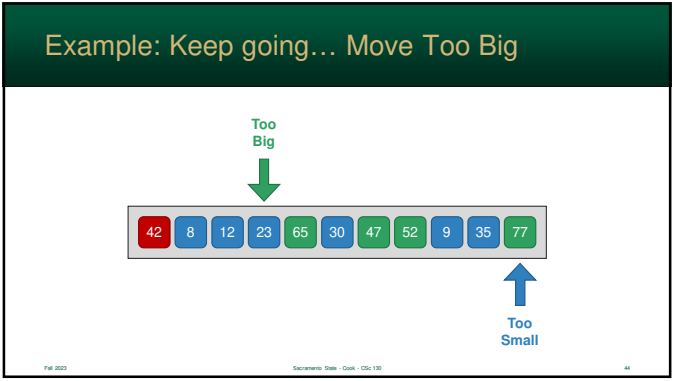 Example: Keep going… Move Too Big
Too
Big
42 8 12 23 65 30 47 52 9 35 77
Too
Small
Fall 2023 Sacramento State - Cook - CSc 130 44